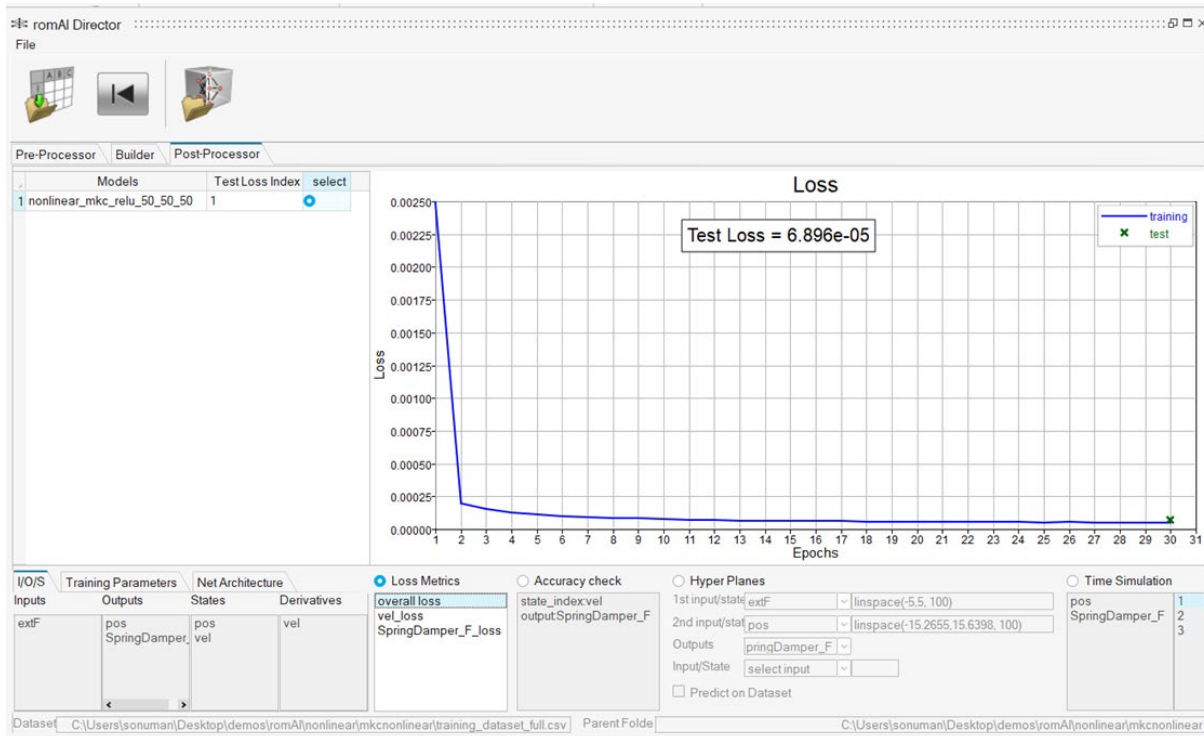 romAI Director
File
A B C
Pre-Processor Builder Post-Processor
Models Test Loss Index select
1 nonlinear_mkc_relu_50_50_50 1
Loss
Test Loss = 6.896e-05
training
test
0.00250
0.00225
0.00200
0.00175
0.00150
0.00125
0.00100
0.00075
0.00050
0.00025
0.00000
Loss
1 2 3 4 5 6 7 8 9 10 11 12 13 14 15 16 17 18 19 20 21 22 23 24 25 26 27 28 29 30 31
Epochs
I/O/S Training Parameters Net Architecture
Inputs Outputs States Derivatives
extF pos pos vel
SpringDamper_ vel
Loss Metrics
overall loss
vel_loss
SpringDamper_F_loss
Accuracy check
state_index:vel
output:SpringDamper_F
Hyper Planes
1st input/state extF linspace(-5,5, 100)
2nd input/stat pos linspace(-15.2655,15.6398, 100)
Outputs pringDamper_F
Input/State select input
Predict on Dataset
Time Simulation
pos 1
SpringDamper_F 2
3
Dataset C:\Users\sonuman\Desktop\demos\romAI\nonlinear\mkcnonlinear\training_dataset_full.csv Parent Folde C:\Users\sonuman\Desktop\demos\romAI\nonlinear\mkcnonlinear